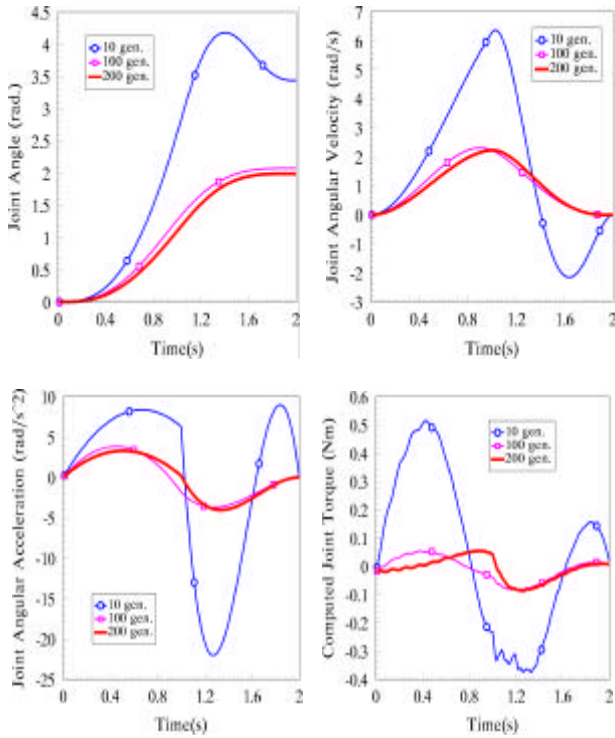 Joint Angle (rad.)
4.5
4
3.5
3
2.5
2
1.5
1
0.5
0
10 gen.
100 gen.
200 gen.
0 0.4 0.8 1.2 1.6 2
Time(s)
Joint Angular Velocity (rad/s)
7
6
5
4
3
2
1
0
-1
-2
-3
10 gen.
100 gen.
200 gen.
0 0.4 0.8 1.2 1.6 2
Time(s)
Joint Angular Acceleration (rad/s^2)
10
5
0
-5
-10
-15
-20
-25
10 gen.
100 gen.
200 gen.
0 0.4 0.8 1.2 1.6 2
Time(s)
Computed Joint Torque (Nm)
0.6
0.5
0.4
0.3
0.2
0.1
0
-0.1
-0.2
-0.3
-0.4
10 gen.
100 gen.
200 gen.
0 0.4 0.8 1.2 1.6 2
Time(s)